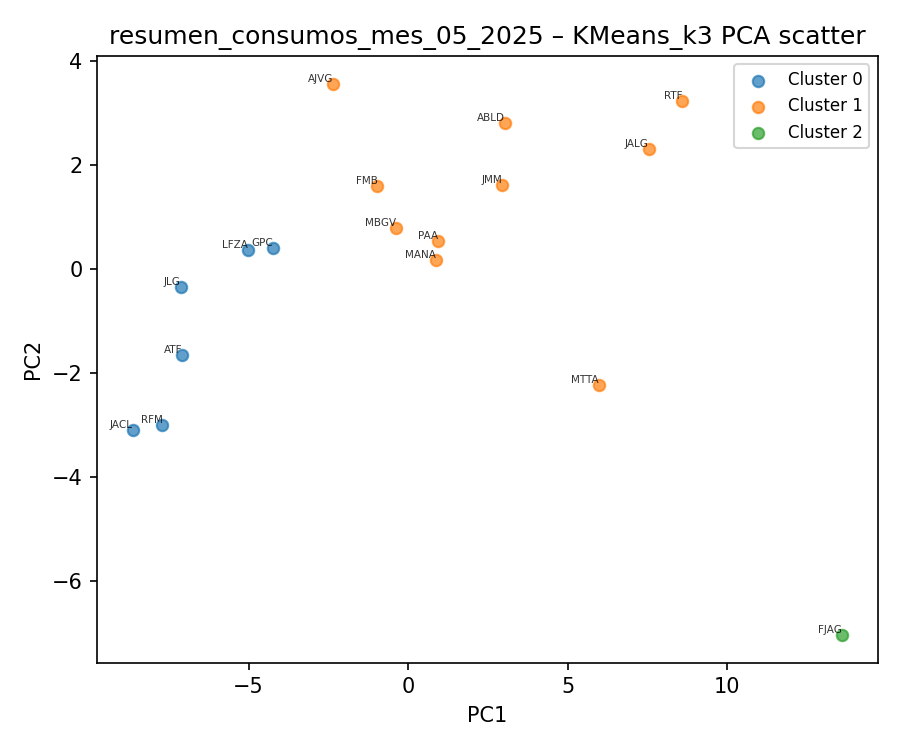 resumen_consumos_mes_05_2025 – KMeans_k3 PCA scatter
Cluster 0
Cluster 1
Cluster 2
AJVG
RTF
ABLD
JALG
FMB
JMM
MBGV
PAA
MANA
LFZA
GPC
JLG
ATF
MTTA
JACL
RFM
FJAG
4
2
0
−2
−4
−6
PC2
−5
0
5
10
PC1